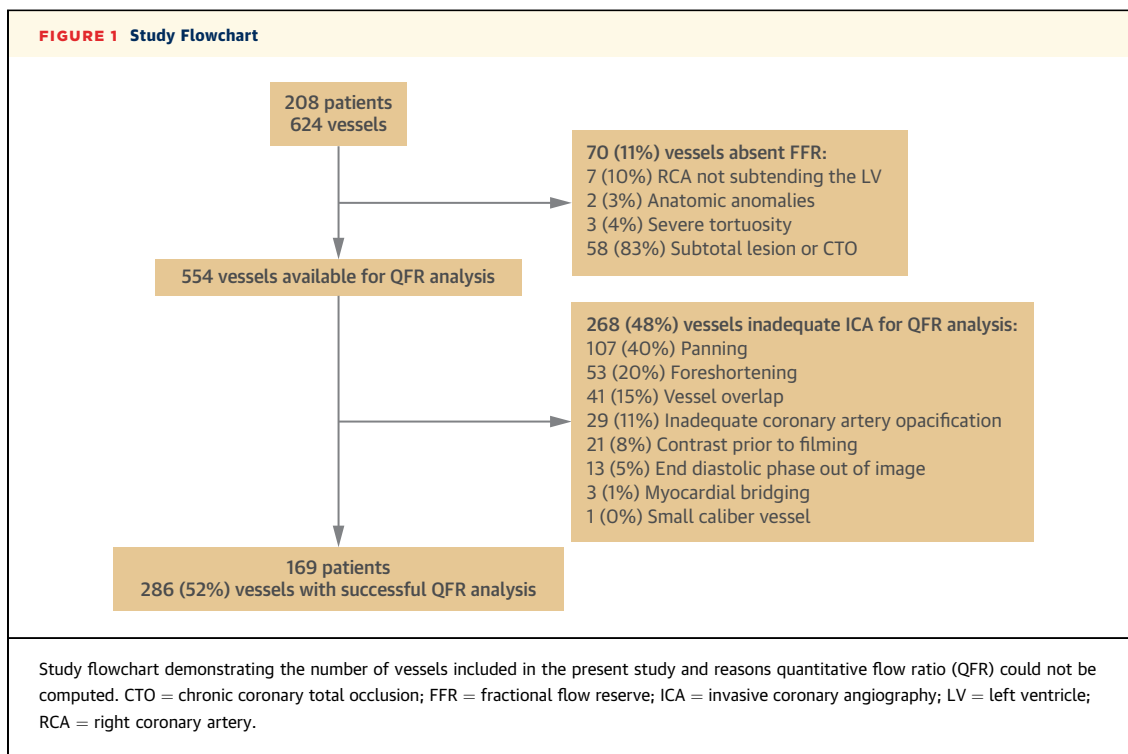 FIGURE 1 Study Flowchart
208 patients
624 vessels
70 (11%) vessels absent FFR:
7 (10%) RCA not subtending the LV
2 (3%) Anatomic anomalies
3 (4%) Severe tortuosity
58 (83%) Subtotal lesion or CTO
554 vessels available for QFR analysis
268 (48%) vessels inadequate ICA for QFR analysis:
107 (40%) Panning
53 (20%) Foreshortening
41 (15%) Vessel overlap
29 (11%) Inadequate coronary artery opacification
21 (8%) Contrast prior to filming
13 (5%) End diastolic phase out of image
3 (1%) Myocardial bridging
1 (0%) Small caliber vessel
169 patients
286 (52%) vessels with successful QFR analysis
Study flowchart demonstrating the number of vessels included in the present study and reasons quantitative flow ratio (QFR) could not be
computed. CTO = chronic coronary total occlusion; FFR = fractional flow reserve; ICA = invasive coronary angiography; LV = left ventricle;
RCA = right coronary artery.